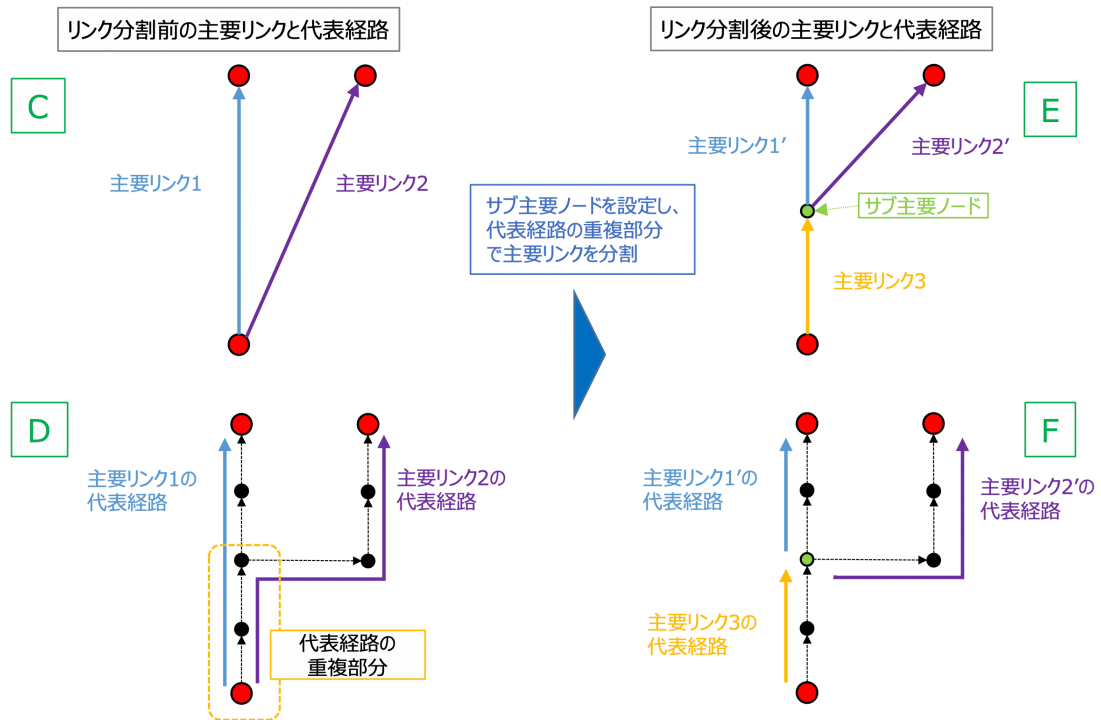 リンク分割前の主要リンクと代表経路
リンク分割後の主要リンクと代表経路
C
主要リンク1
主要リンク2
サブ主要ノードを設定し、
代表経路の重複部分
で主要リンクを分割
E
主要リンク1’
主要リンク2’
サブ主要ノード
主要リンク3
D
主要リンク1の
代表経路
主要リンク2の
代表経路
代表経路の
重複部分
F
主要リンク1’の
代表経路
主要リンク2’の
代表経路
主要リンク3の
代表経路